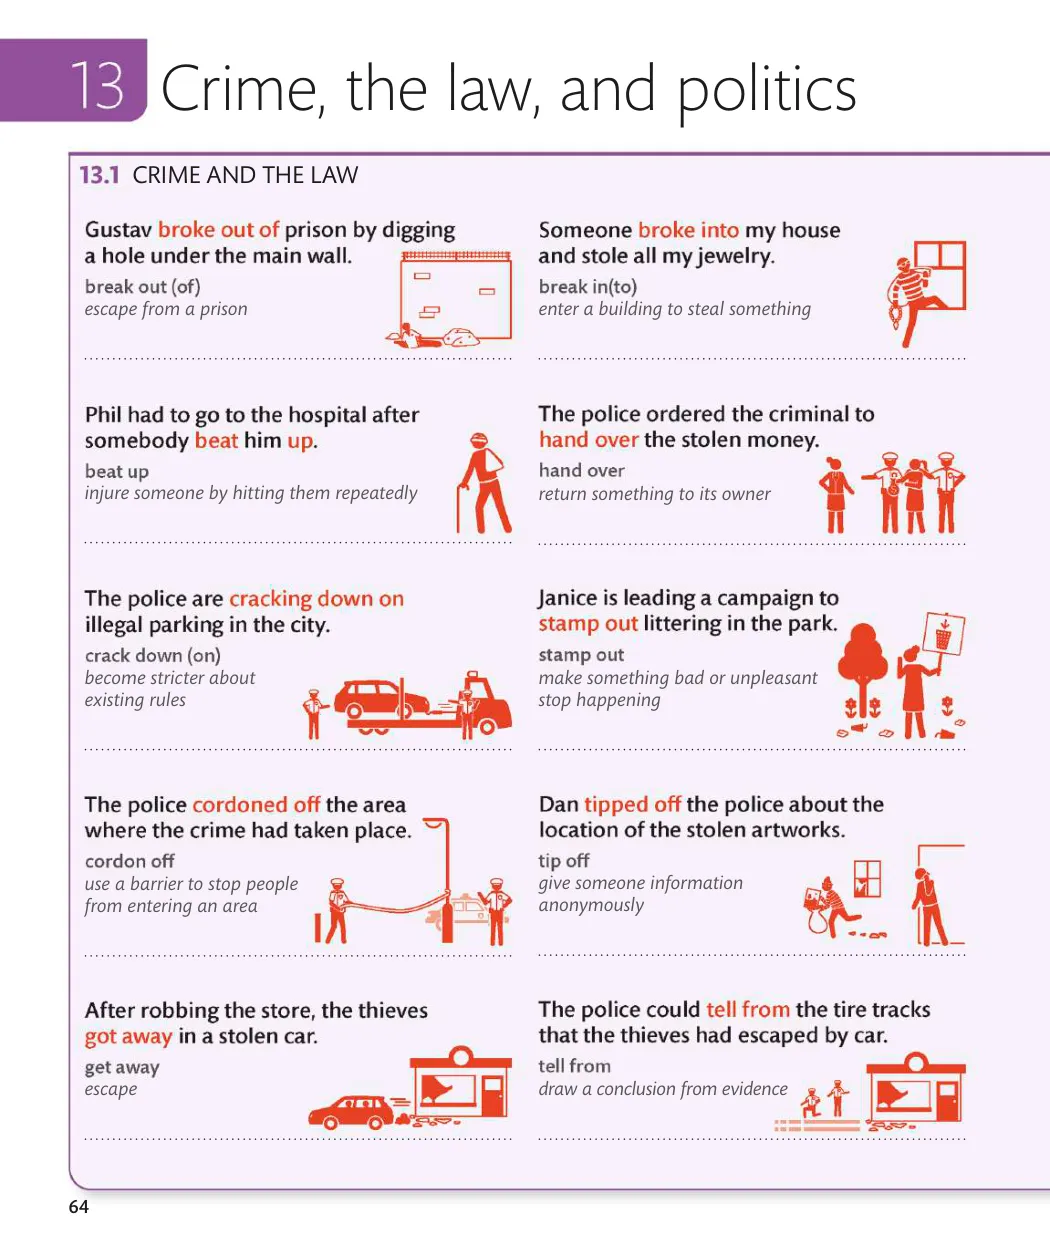 13 Crime, the law, and politics
13.1 CRIME AND THE LAW
Gustav broke out of prison by digging
a hole under the main wall.
break out (of)
escape from a prison
Someone broke into my house
and stole all my jewelry.
break in(to)
enter a building to steal something
Phil had to go to the hospital after
somebody beat him up.
beat up
injure someone by hitting them repeatedly
The police ordered the criminal to
hand over the stolen money.
hand over
return something to its owner
The police are cracking down on
illegal parking in the city.
crack down (on)
become stricter about
existing rules
Janice is leading a campaign to
stamp out littering in the park.
stamp out
make something bad or unpleasant
stop happening
The police cordoned off the area
where the crime had taken place.
cordon off
use a barrier to stop people
from entering an area
Dan tipped off the police about the
location of the stolen artworks.
tip off
give someone information
anonymously
After robbing the store, the thieves
got away in a stolen car.
get away
escape
The police could tell from the tire tracks
that the thieves had escaped by car.
tell from
draw a conclusion from evidence
64